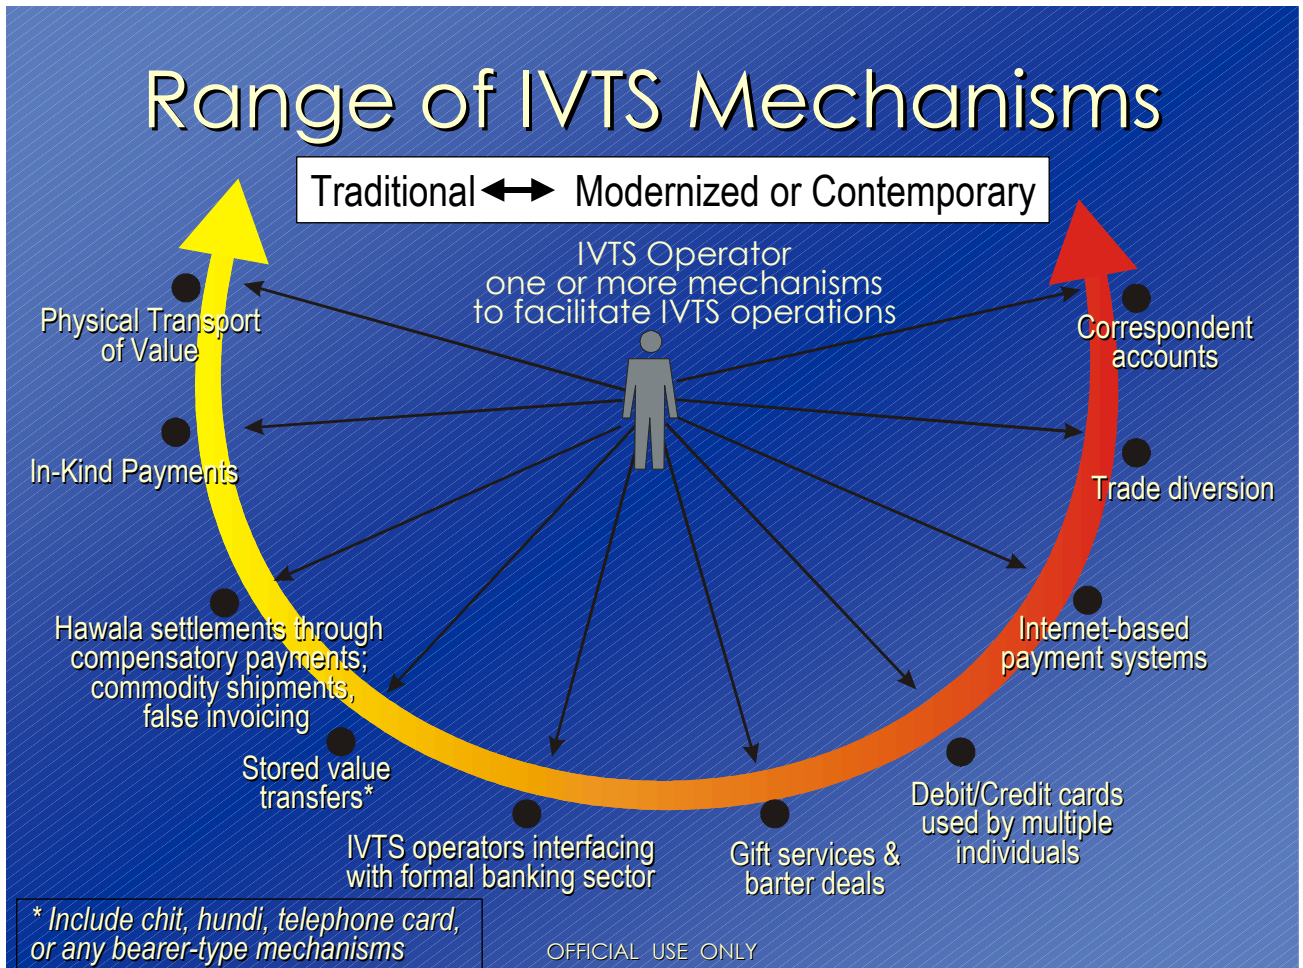 Range of IVTS Mechanisms
Traditional Modernized or Contemporary
IVTS Operator
one or more mechanisms
to facilitate IVTS operations
Physical Transport
of Value
In-Kind Payments
Hawala settlements through
compensatory payments;
commodity shipments,
false invoicing
Stored value
transfers*
IVTS operators interfacing
with formal banking sector
Gift services &
barter deals
Debit/Credit cards
used by multiple
individuals
Internet-based
payment systems
Trade diversion
Correspondent
accounts
* Include chit, hundi, telephone card,
or any bearer-type mechanisms
OFFICIAL USE ONLY